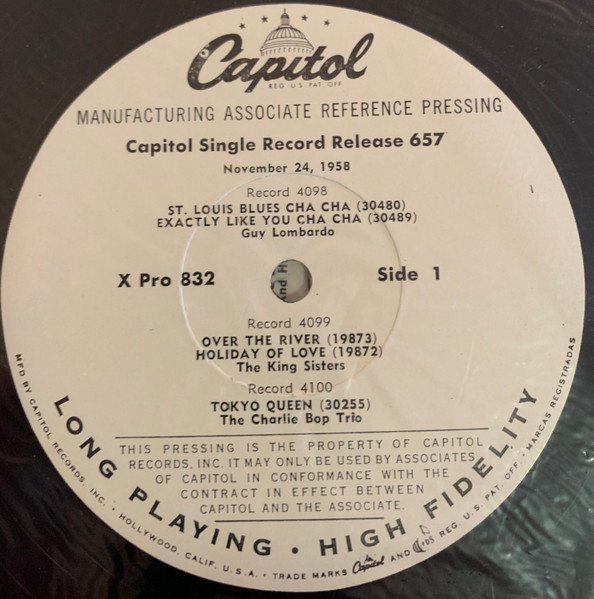 Capitol
REG. U.S. PAT. OFF.
MANUFACTURING ASSOCIATE REFERENCE PRESSING
Capitol Single Record Release 657
November 24, 1958
Record 4098
ST. LOUIS BLUES CHA CHA (30480)
EXACTLY LIKE YOU CHA CHA (30489)
Guy Lombardo
X Pro 832
Side 1
and H
Record 4099
OVER THE RIVER (19873)
HOLIDAY OF LOVE (19872)
The King Sisters
Record 4100
TOKYO QUEEN (30255)
The Charlie Bop Trio
THIS PRESSING IS THE PROPERTY OF CAPITOL
RECORDS, INC. IT MAY ONLY BE USED BY ASSOCIATES
OF CAPITOL IN CONFORMANCE WITH THE
CONTRACT IN EFFECT BETWEEN
CAPITOL AND THE ASSOCIATE.
LONG PLAYING • HIGH FIDELITY
MFD. BY CAPITOL RECORDS, INC. • HOLLYWOOD, CALIF. U.S.A. • TRADE MARKS Capitol AND REG. U.S. PAT. OFF. • MARCAS REGISTRADAS